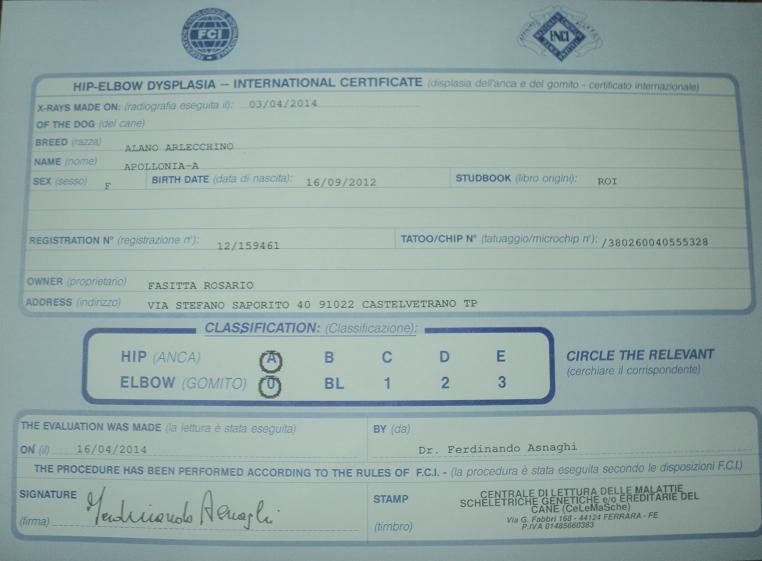 FCI
ENCI
HIP-ELBOW DYSPLASIA – INTERNATIONAL CERTIFICATE (displasia dell'anca e del gomito - certificato internazionale)
X-RAYS MADE ON: (radiografia eseguita il): 03/04/2014
OF THE DOG (del cane)
BREED (razza) ALANO ARLECCHINO
NAME (nome) APOLLONIA-A
SEX (sesso) F BIRTH DATE (data di nascita): 16/09/2012 STUDBOOK (libro origini): ROI
REGISTRATION N° (registrazione n°): 12/159461 TATOO/CHIP N° (tatuaggio/microchip n°): /380260040555328
OWNER (proprietario) FASITTA ROSARIO
ADDRESS (indirizzo) VIA STEFANO SAPORITO 40 91022 CASTELVETRANO TP
CLASSIFICATION: (Classificazione):
HIP (ANCA) A B C D E
ELBOW (GOMITO) 0 BL 1 2 3
CIRCLE THE RELEVANT
(cerchiare il corrispondente)
THE EVALUATION WAS MADE (la lettura è stata eseguita)
ON (il) 16/04/2014
BY (da)
Dr. Ferdinando Asnaghi
THE PROCEDURE HAS BEEN PERFORMED ACCORDING TO THE RULES OF F.C.I. - (la procedura è stata eseguita secondo le disposizioni F.C.I.)
SIGNATURE
(firma)
Ferdinando Asnaghi
STAMP
(timbro)
CENTRALE DI LETTURA DELLE MALATTIE
SCHELETRICHE GENETICHE e/o EREDITARIE DEL
CANE (CeLeMaSche)
Via G. Fabbri 168 - 44124 FERRARA - FE
P.IVA 01485660383